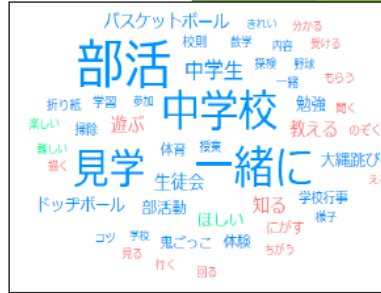 バスケットボール
きれい
分かる
校則
数学
内容
受ける
部活
中学生
探検
野球
一緒
もらう
折り紙
学習
参加
中学校
勉強
聞く
楽しい
掃除
遊ぶ
教える
のぞく
難しい
描く
見学
体育
授業
一緒に
大縄跳び
生徒会
ドッヂボール
部活動
知る
学校行事
ほしい
様子
にがす
コツ
学校
鬼ごっこ
体験
見る
ちがう
行く
回る